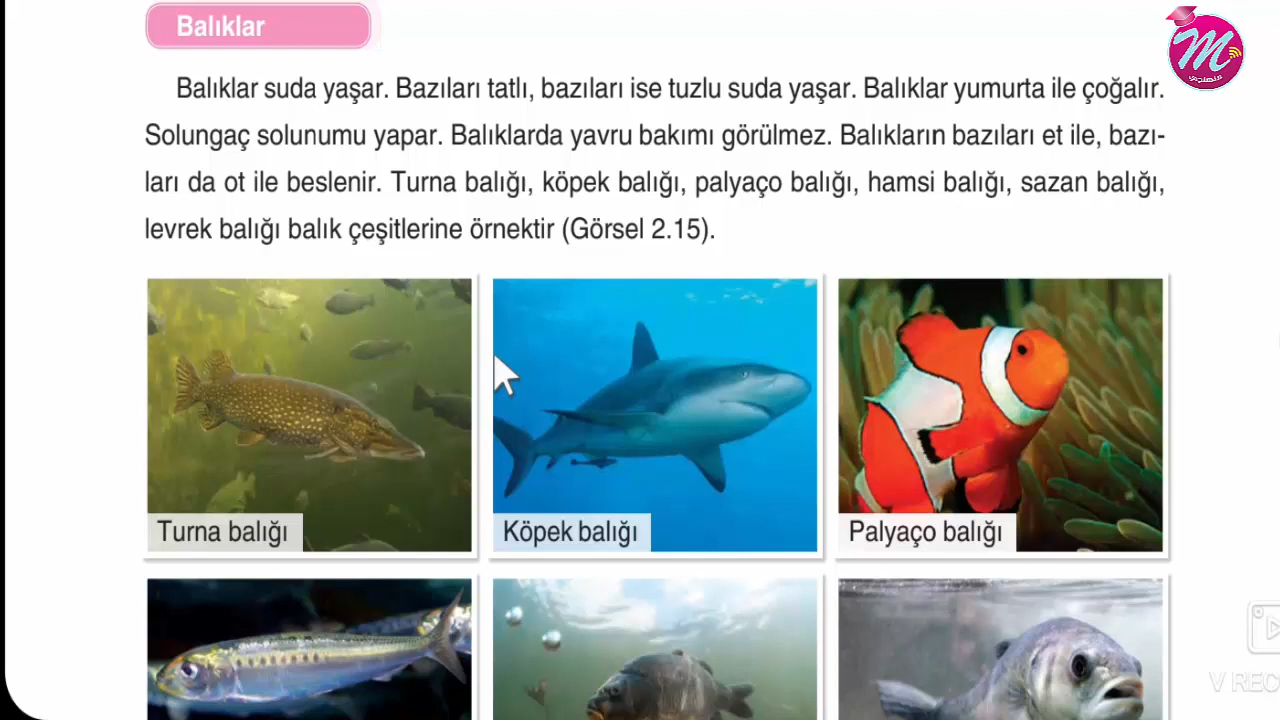 Balıklar
Balıklar suda yaşar. Bazıları tatlı, bazıları ise tuzlu suda yaşar. Balıklar yumurta ile çoğalır.
Solungaç solunumu yapar. Balıklarda yavru bakımı görülmez. Balıkların bazıları et ile, bazı-
ları da ot ile beslenir. Turna balığı, köpek balığı, palyaço balığı, hamsi balığı, sazan balığı,
levrek balığı balık çeşitlerine örnektir (Görsel 2.15).
Turna balığı
Köpek balığı
Palyaço balığı
V REC